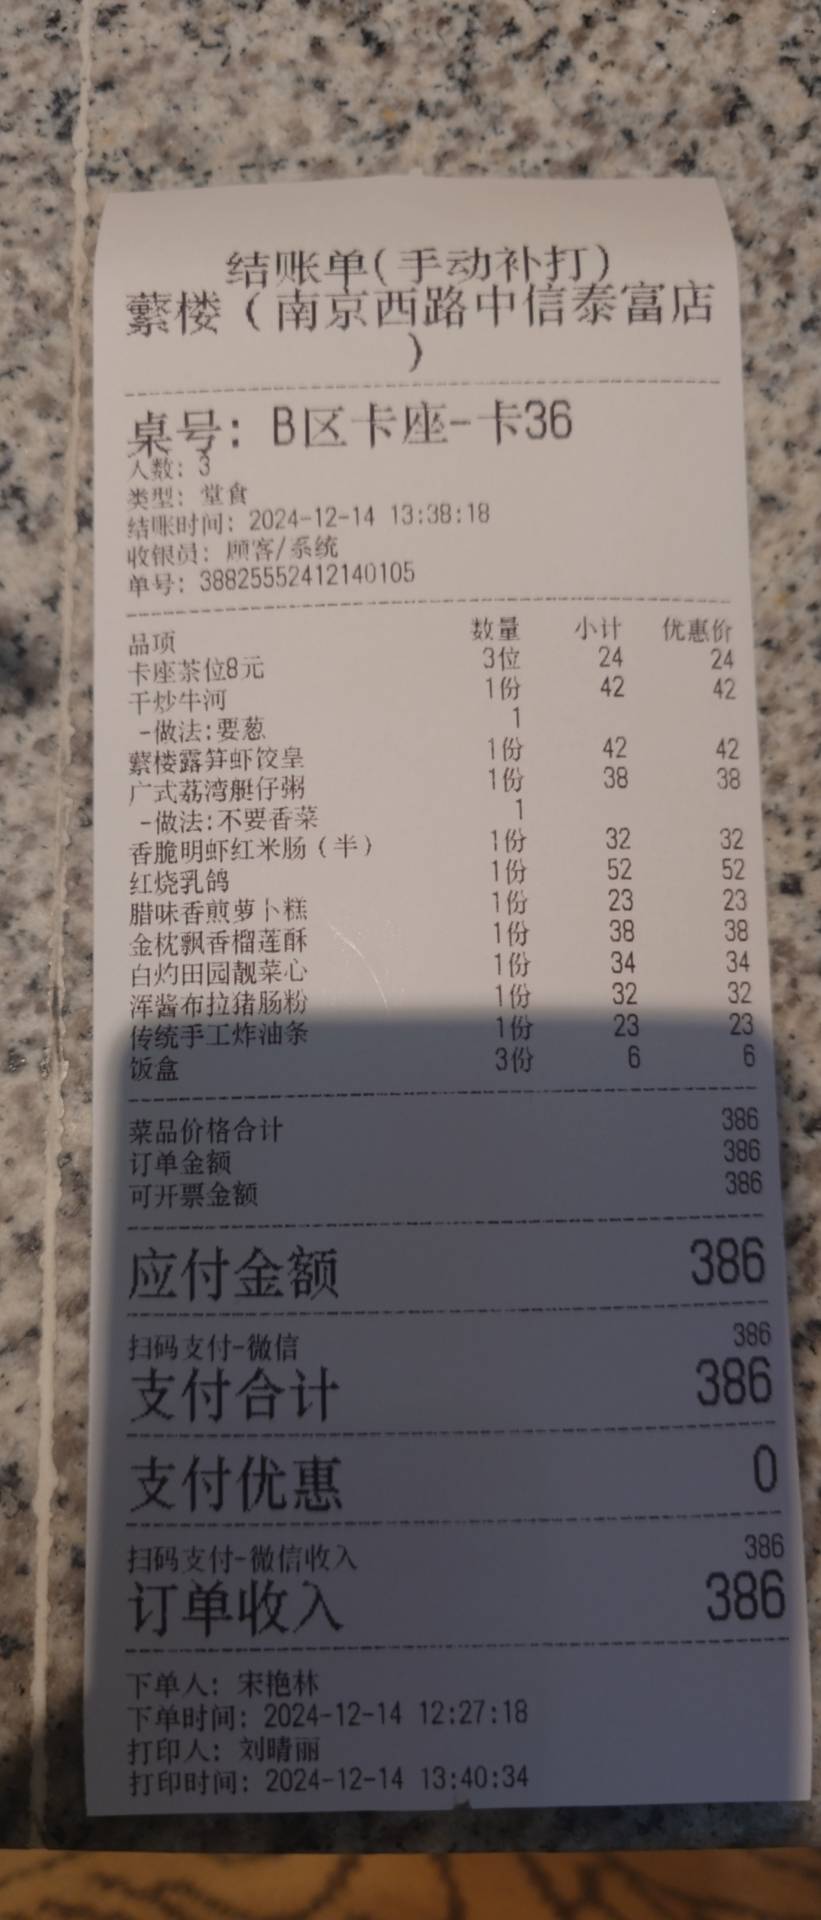 结账单(手动补打)
蘩楼（南京西路中信泰富店
）
桌号: B区卡座-卡36
人数: 3
类型: 堂食
结账时间: 2024-12-14 13:38:18
收银员: 顾客/系统
单号: 38825552412140105
品项 数量 小计 优惠价
卡座茶位8元 3位 24 24
干炒牛河 1份 42 42
-做法:要葱 1
蘩楼露笋虾饺皇 1份 42 42
广式荔湾艇仔粥 1份 38 38
-做法:不要香菜 1
香脆明虾红米肠（半） 1份 32 32
红烧乳鸽 1份 52 52
腊味香煎萝卜糕 1份 23 23
金枕飘香榴莲酥 1份 38 38
白灼田园靓菜心 1份 34 34
浑酱布拉猪肠粉 1份 32 32
传统手工炸油条 1份 23 23
饭盒 3份 6 6
菜品价格合计 386
订单金额 386
可开票金额 386
应付金额 386
扫码支付-微信 386
支付合计 386
支付优惠 0
扫码支付-微信收入 386
订单收入 386
下单人: 宋艳林
下单时间: 2024-12-14 12:27:18
打印人: 刘晴丽
打印时间: 2024-12-14 13:40:34